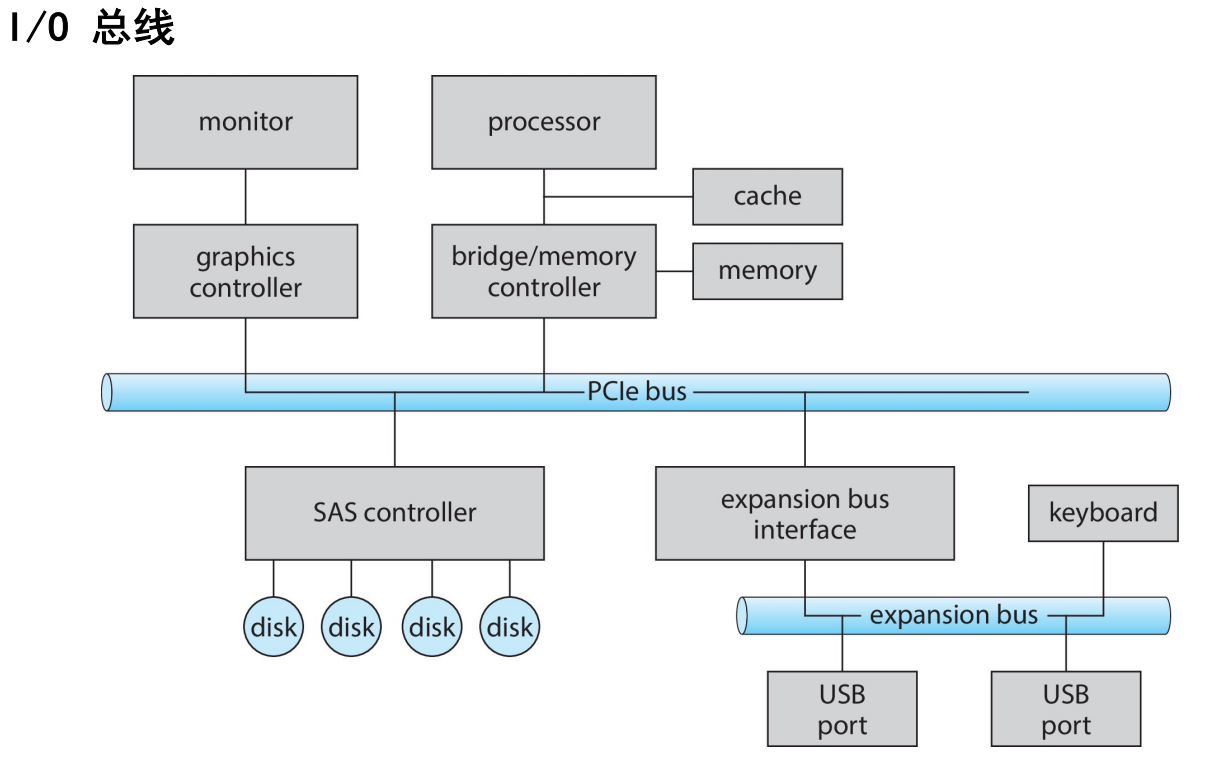 I/O 总线
monitor
processor
cache
graphics
controller
bridge/memory
controller
memory
PCIe bus
SAS controller
expansion bus
interface
keyboard
disk
disk
disk
disk
expansion bus
USB
port
USB
port